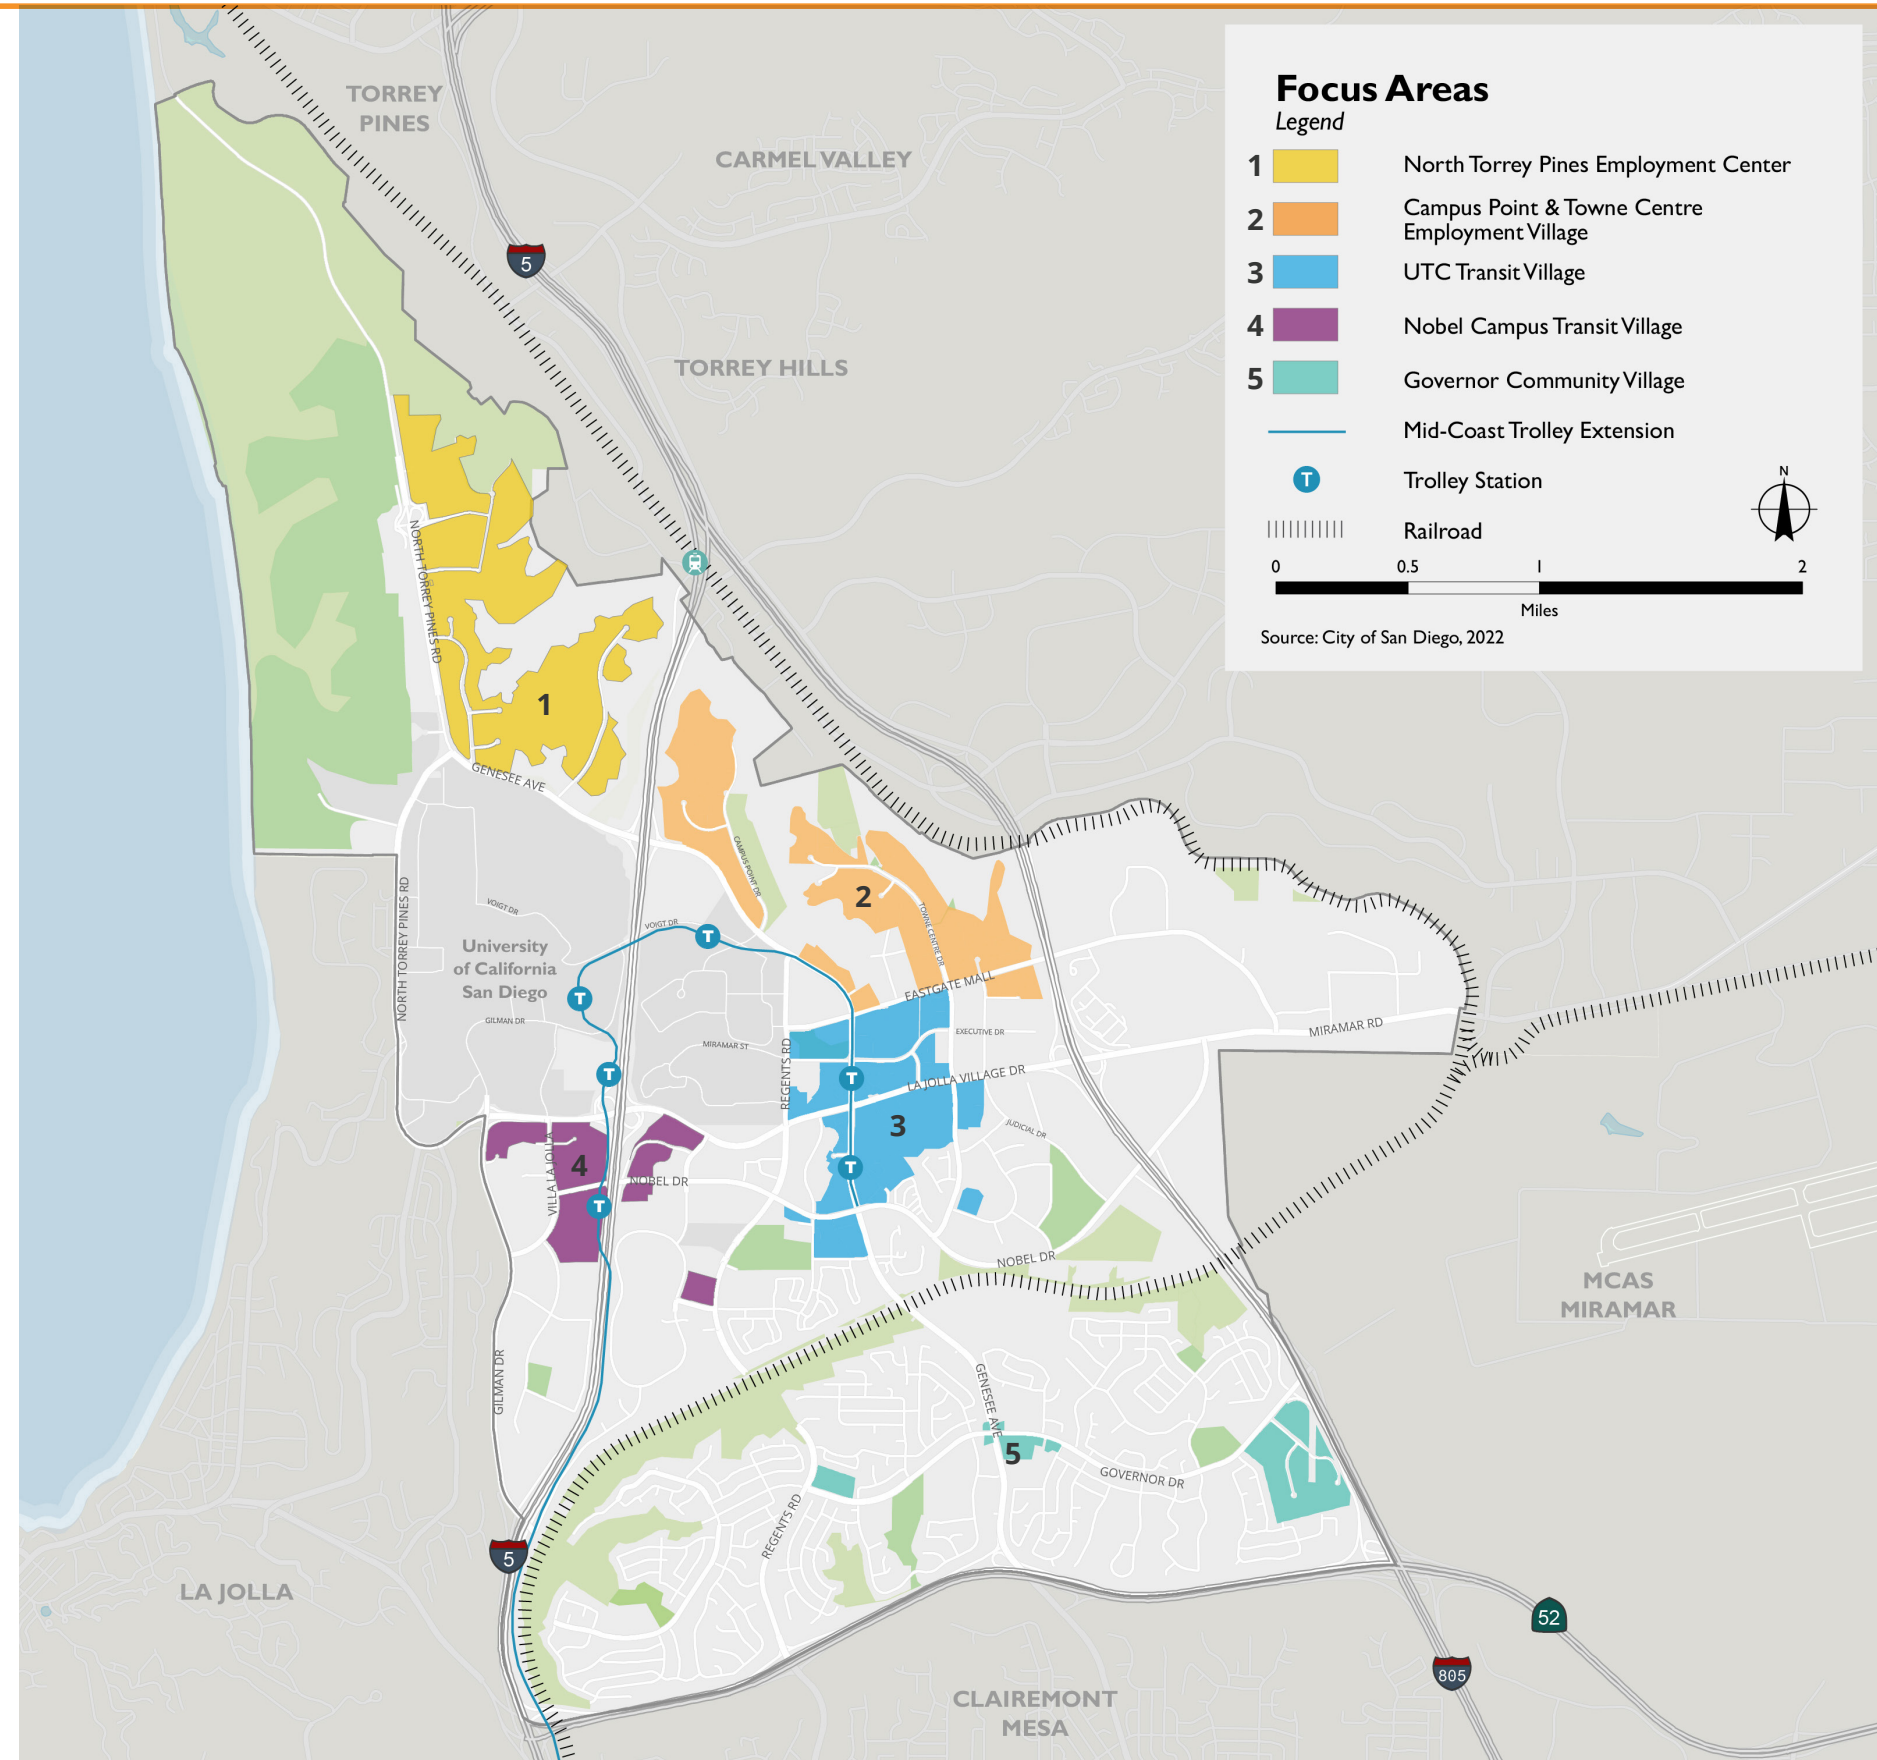 Focus Areas
Legend
1 North Torrey Pines Employment Center
2 Campus Point & Towne Centre
Employment Village
3 UTC Transit Village
4 Nobel Campus Transit Village
5 Governor Community Village
Mid-Coast Trolley Extension
T Trolley Station
Railroad
N
0 0.5 1 2
Miles
Source: City of San Diego, 2022
TORREY
PINES
CARMEL VALLEY
5
TORREY HILLS
NORTH TORREY PINES RD
1
GENESEE AVE
CAMPUS POINT DR
2
TOWNE CENTRE DR
NORTH TORREY PINES RD
VOIGT DR
VOIGT DR
T
University
of California
San Diego
T
EASTGATE MALL
GILMAN DR
MIRAMAR ST
REGENTS RD
EXECUTIVE DR
MIRAMAR RD
T
T
LA JOLLA VILLAGE DR
3
JUDICIAL DR
VILLA LA JOLLA
4
T
NOBEL DR
T
NOBEL DR
MCAS
MIRAMAR
GILMAN DR
GENESEE AVE
5
GOVERNOR DR
REGENTS RD
5
LA JOLLA
52
805
CLAIREMONT
MESA